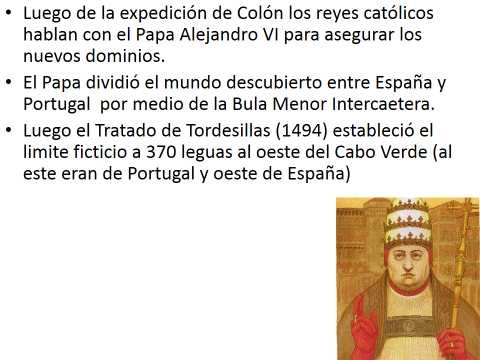 • Luego de la expedición de Colón los reyes católicos
hablan con el Papa Alejandro VI para asegurar los
nuevos dominios.
• El Papa dividió el mundo descubierto entre España y
Portugal  por medio de la Bula Menor Intercaetera.
• Luego el Tratado de Tordesillas (1494) estableció el
limite ficticio a 370 leguas al oeste del Cabo Verde (al
este eran de Portugal y oeste de España)